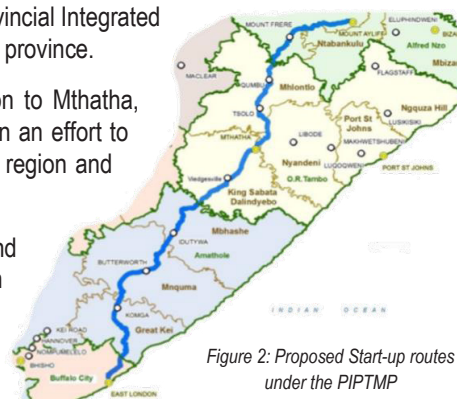 vincial Integrated
province.
on to Mthatha,
n an effort to
region and
nd
n
MOUNT FRERE
MOUNT AYLIFF
ELUPHINDWENI
BIZA
Ntabankulu
Alfred Nzo
Mbiza
MACLEAR
QUMBU
Mhlontlo
FLAGSTAFF
TSOLO
Port St
Johns
Ngquza Hill
LUSIKISIKI
MTHATHA
LIBODE
MAKHWETSHUBENI
Nyandeni
LUQOQWENI
PORT ST JOHNS
Viedgesville
O.R.Tambo
King Sabata
Dalindyebo
Mbhashe
IDUTYWA
Amathole
BUTTERWORTH
Mnquma
KOMGA
Great Kei
KEI ROAD
HANNOVER
NOMPUMELELO
BHISHO
Buffalo City
EAST LONDON
INDIAN OCEAN
Figure 2: Proposed Start-up routes
under the PIPTMP